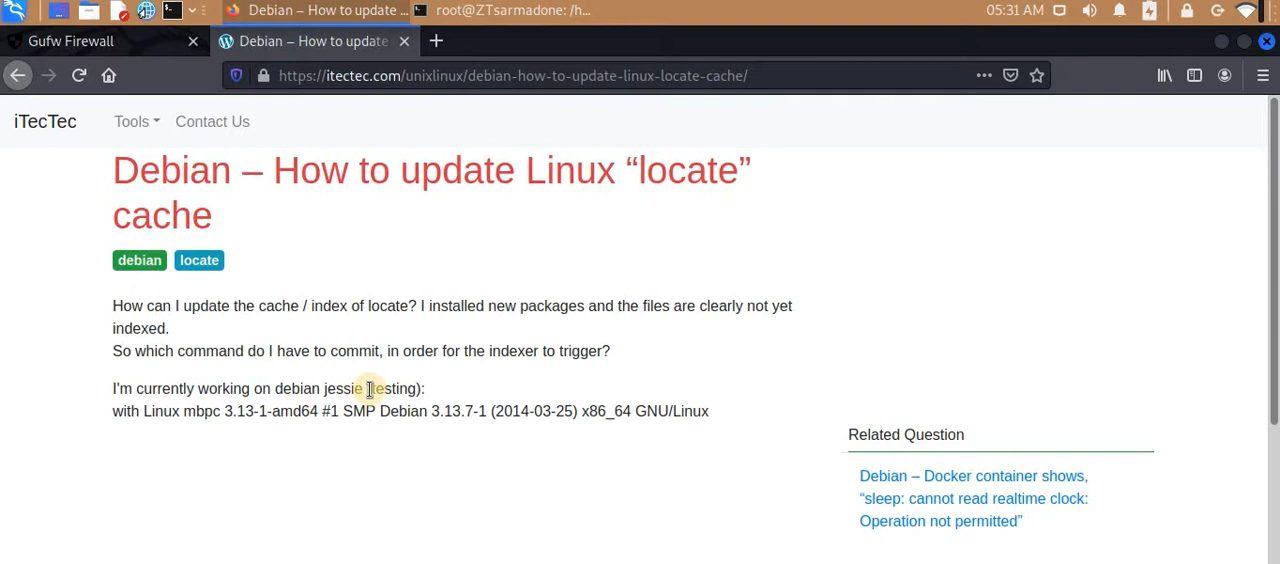 Debian – How to update ...
root@ZTsarmadone: /h...
05:31 AM
Gufw Firewall
Debian – How to update
https://itectec.com/unixlinux/debian-how-to-update-linux-locate-cache/
iTecTec
Tools
Contact Us
Debian – How to update Linux “locate”
cache
debian
locate
How can I update the cache / index of locate? I installed new packages and the files are clearly not yet
indexed.
So which command do I have to commit, in order for the indexer to trigger?
I'm currently working on debian jessie (testing):
with Linux mbpc 3.13-1-amd64 #1 SMP Debian 3.13.7-1 (2014-03-25) x86_64 GNU/Linux
Related Question
Debian – Docker container shows,
“sleep: cannot read realtime clock:
Operation not permitted”